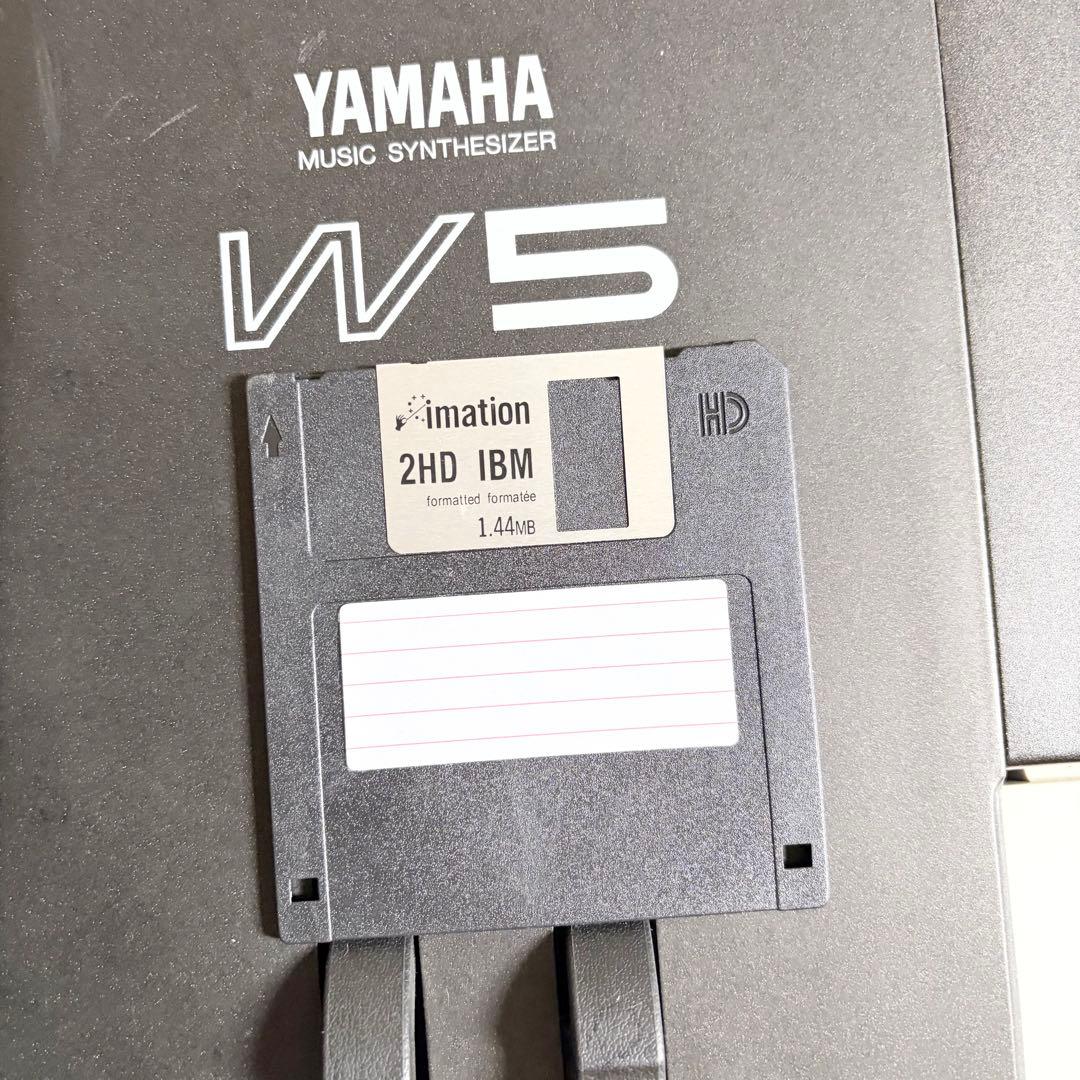 YAMAHA
MUSIC SYNTHESIZER
W5
imation
2HD IBM
formatted formatée
1.44MB
HD